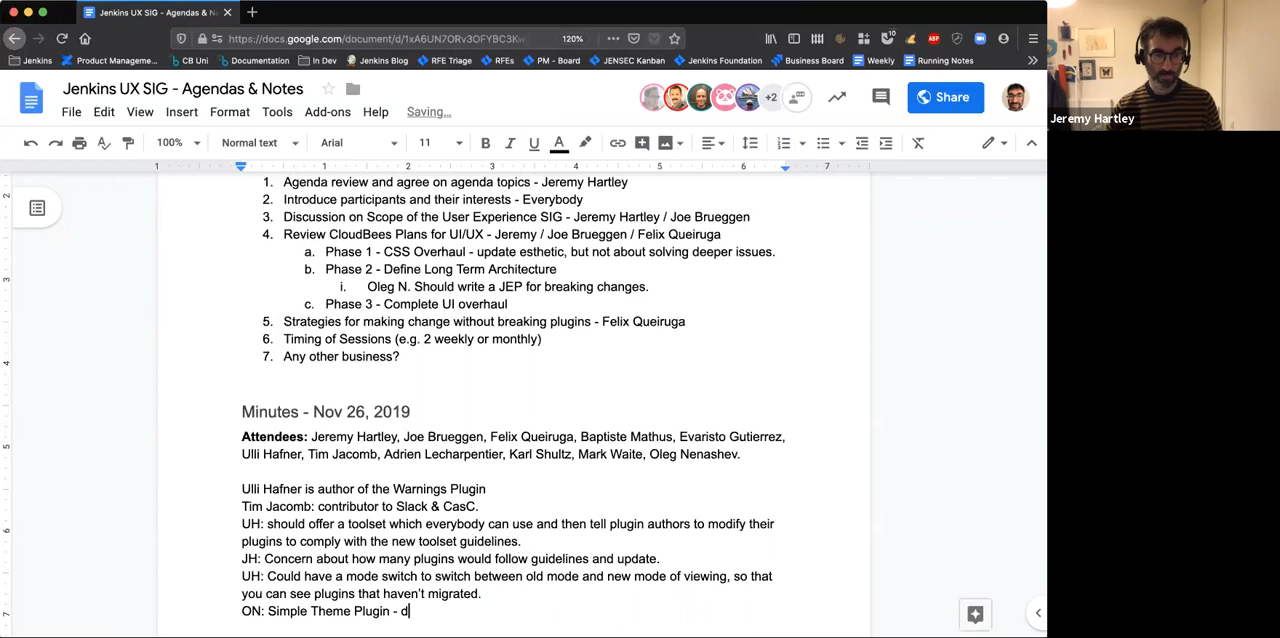 Jenkins UX SIG - Agendas & N
https://docs.google.com/document/d/1xA6UN7ORv3OFYBC3K
120%
Jenkins
Product Manageme...
CB Uni
Documentation
In Dev
Jenkins Blog
RFE Triage
RFEs
PM - Board
JENSEC Kanban
Jenkins Foundation
Business Board
Weekly
Running Notes
Jenkins UX SIG - Agendas & Notes
File Edit View Insert Format Tools Add-ons Help Saving...
+2
Share
100% Normal text Arial 11
1 1 2 3 4 5 6 7
1. Agenda review and agree on agenda topics - Jeremy Hartley
2. Introduce participants and their interests - Everybody
3. Discussion on Scope of the User Experience SIG - Jeremy Hartley / Joe Brueggen
4. Review CloudBees Plans for UI/UX - Jeremy / Joe Brueggen / Felix Queiruga
a. Phase 1 - CSS Overhaul - update esthetic, but not about solving deeper issues.
b. Phase 2 - Define Long Term Architecture
i. Oleg N. Should write a JEP for breaking changes.
c. Phase 3 - Complete UI overhaul
5. Strategies for making change without breaking plugins - Felix Queiruga
6. Timing of Sessions (e.g. 2 weekly or monthly)
7. Any other business?
Minutes - Nov 26, 2019
Attendees: Jeremy Hartley, Joe Brueggen, Felix Queiruga, Baptiste Mathus, Evaristo Gutierrez,
Ulli Hafner, Tim Jacomb, Adrien Lecharpentier, Karl Shultz, Mark Waite, Oleg Nenashev.
Ulli Hafner is author of the Warnings Plugin
Tim Jacomb: contributor to Slack & CasC.
UH: should offer a toolset which everybody can use and then tell plugin authors to modify their
plugins to comply with the new toolset guidelines.
JH: Concern about how many plugins would follow guidelines and update.
UH: Could have a mode switch to switch between old mode and new mode of viewing, so that
you can see plugins that haven't migrated.
ON: Simple Theme Plugin - d
Jeremy Hartley